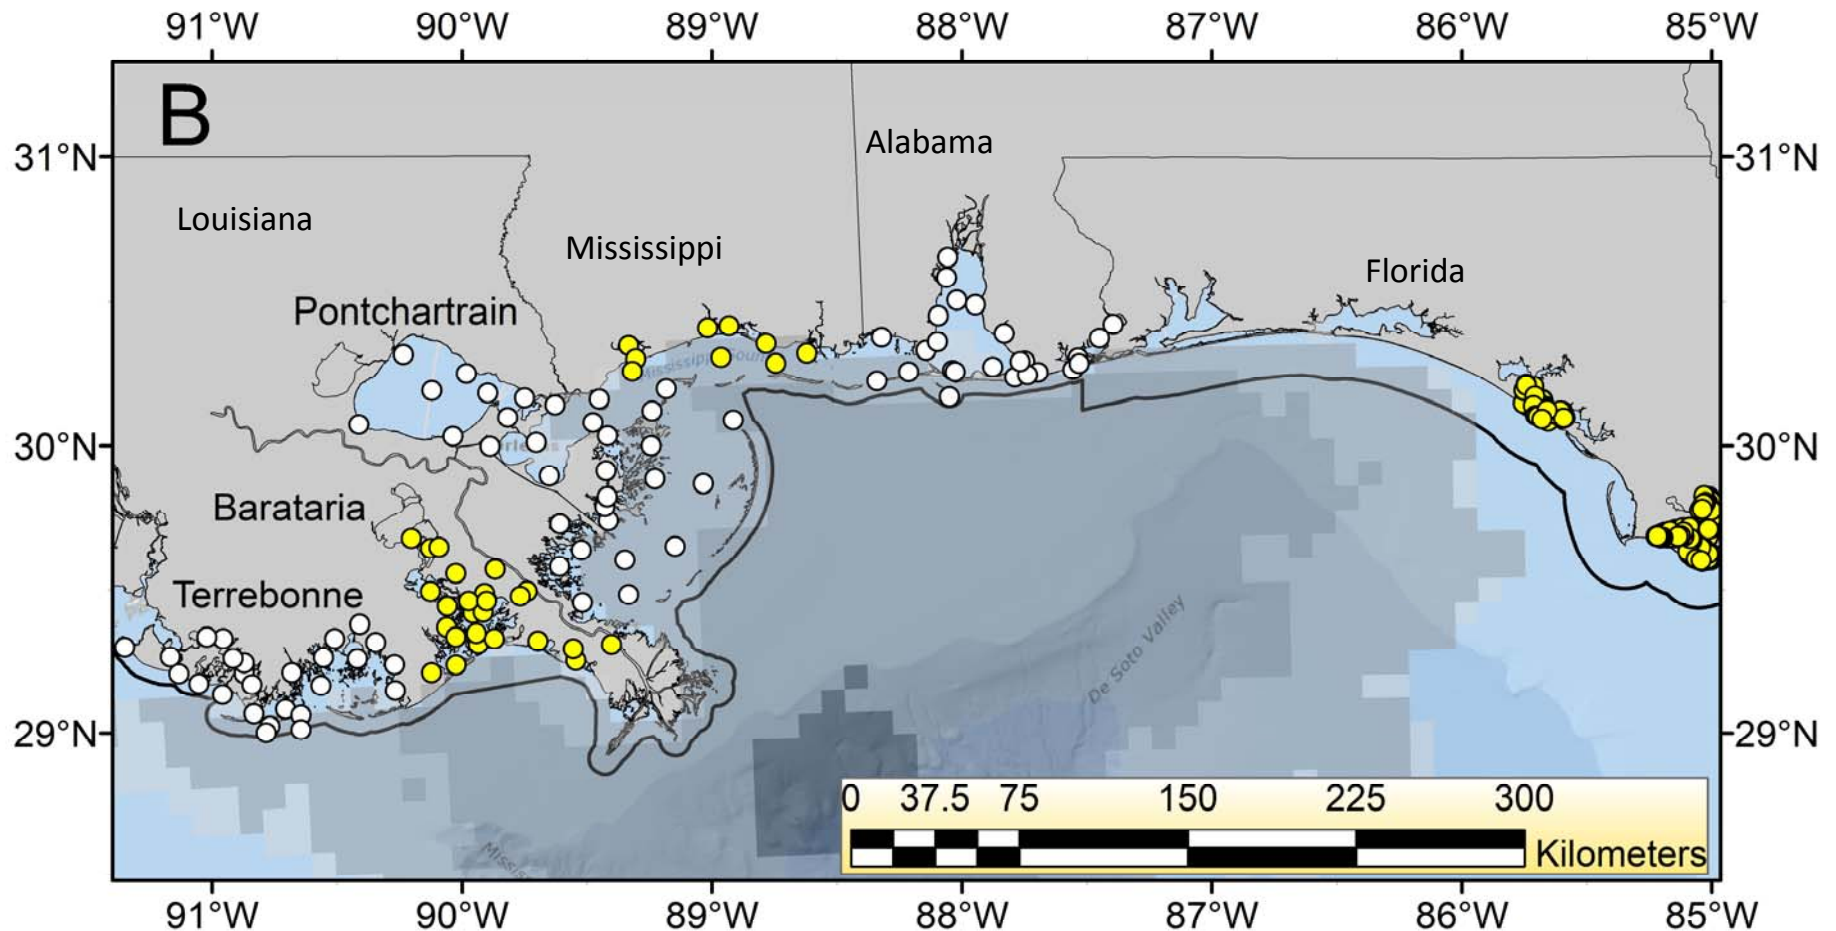 91°W 90°W 89°W 88°W 87°W 86°W 85°W
B
31°N 31°N
Alabama
Louisiana
Mississippi
Florida
Pontchartrain
Mississippi Sound
30°N 30°N
Barataria
Terrebonne
De Soto Valley
29°N 29°N
0 37.5 75 150 225 300
Kilometers
91°W 90°W 89°W 88°W 87°W 86°W 85°W